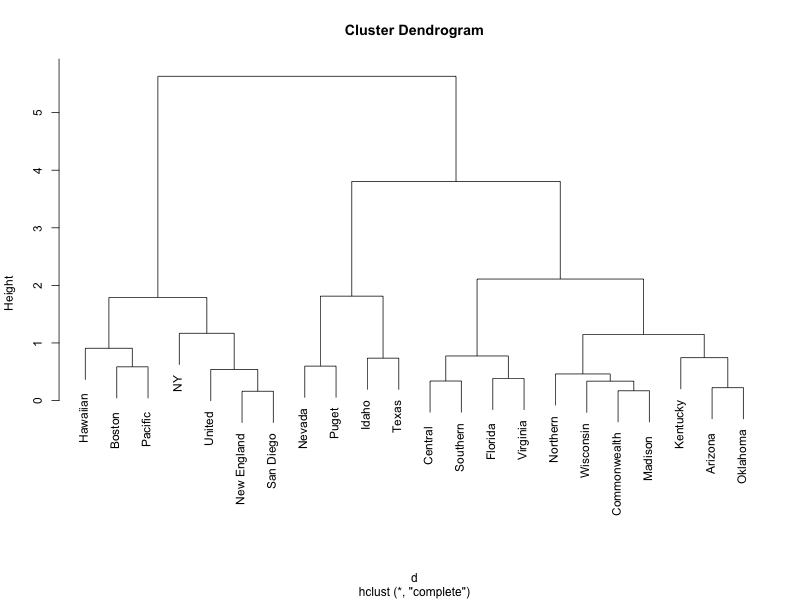 Cluster Dendrogram
Height
0
1
2
3
4
5
Hawaiian
Boston
Pacific
NY
United
New England
San Diego
Nevada
Puget
Idaho
Texas
Central
Southern
Florida
Virginia
Northern
Wisconsin
Commonwealth
Madison
Kentucky
Arizona
Oklahoma
d
hclust (*, "complete")